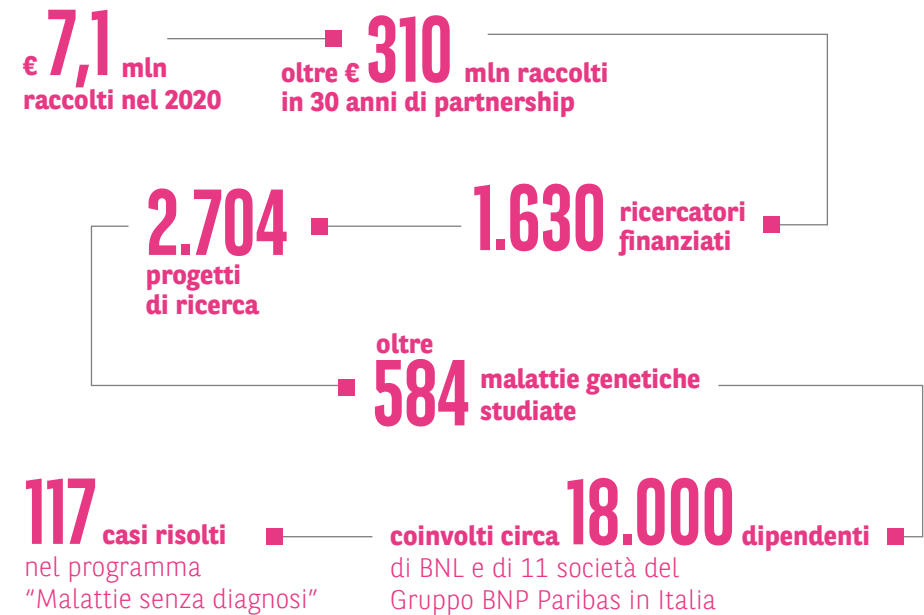 € 7,1 mln
raccolti nel 2020
oltre € 310 mln raccolti
in 30 anni di partnership
1.630 ricercatori
finanziati
2.704
progetti
di ricerca
oltre
584 malattie genetiche
studiate
coinvolti circa 18.000 dipendenti
di BNL e di 11 società del
Gruppo BNP Paribas in Italia
117 casi risolti
nel programma
“Malattie senza diagnosi”